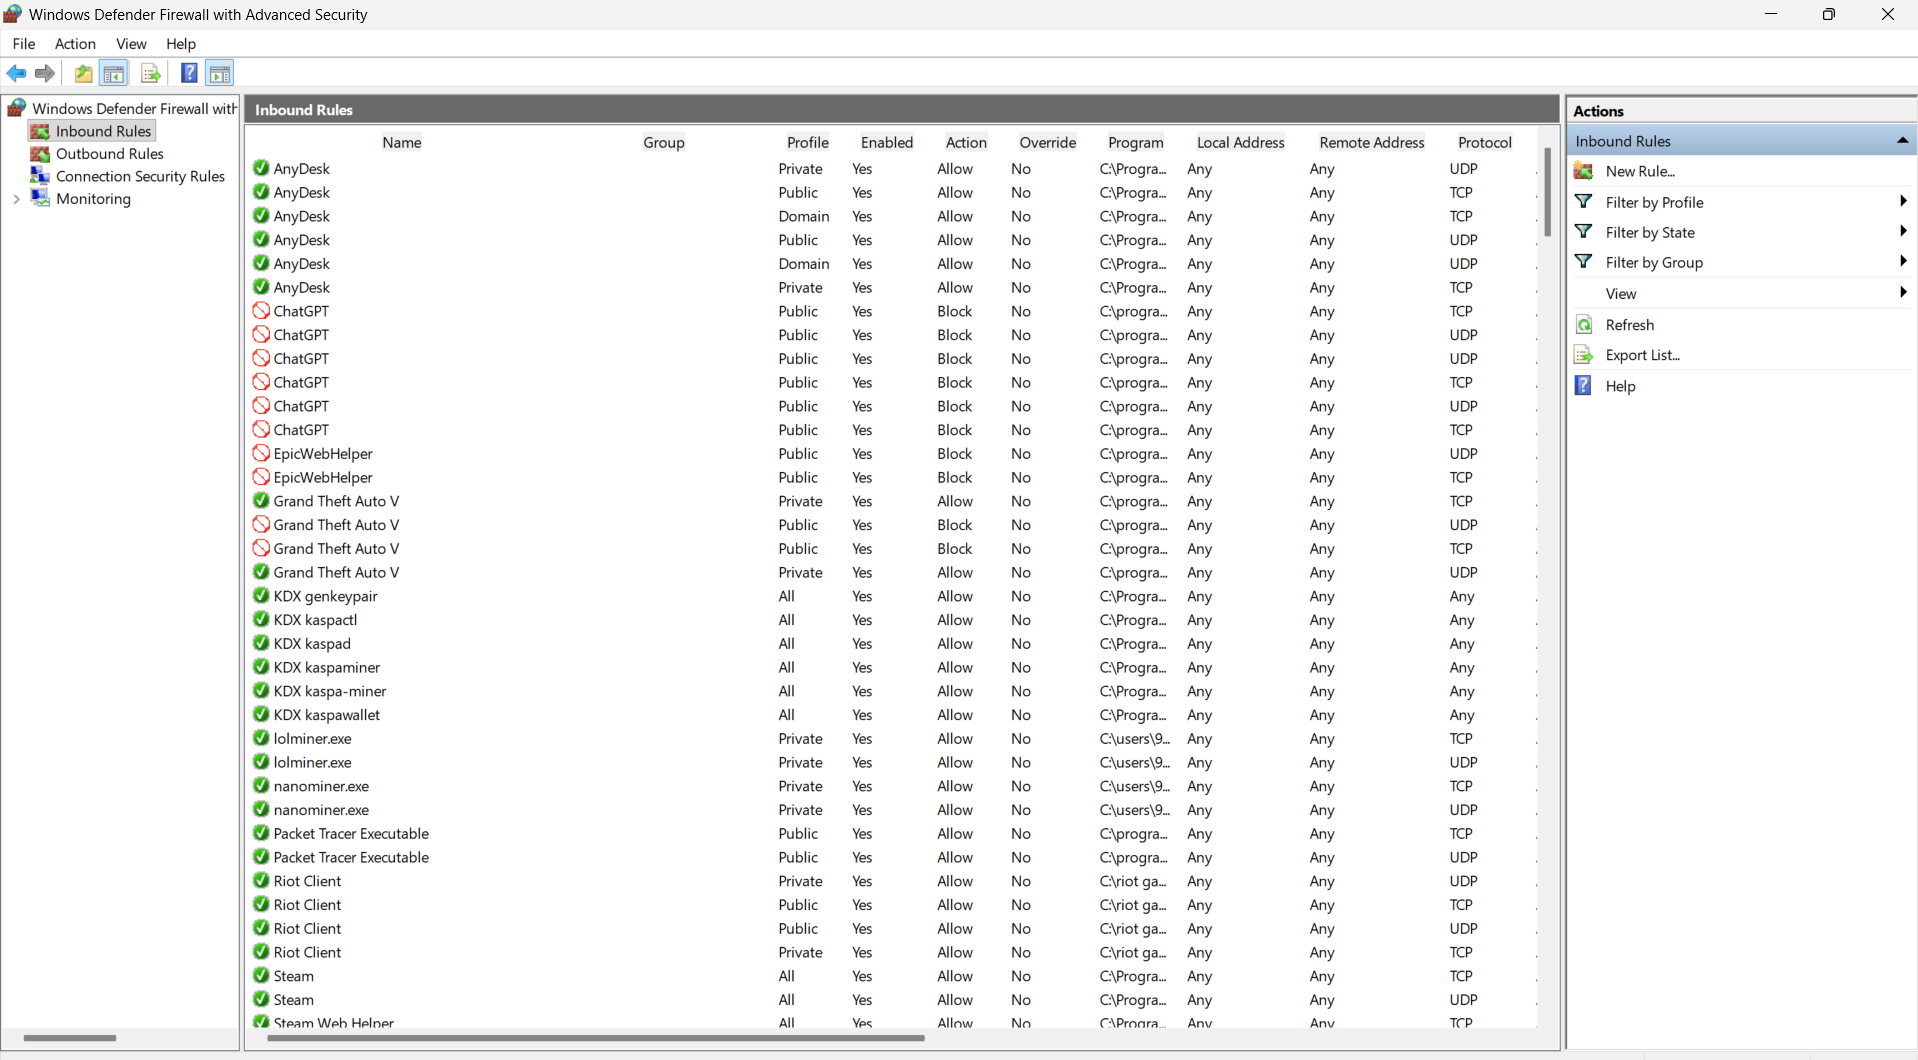 Windows Defender Firewall with Advanced Security
File Action View Help
Windows Defender Firewall with
Inbound Rules
Outbound Rules
Connection Security Rules
Monitoring
Inbound Rules
Name Group Profile Enabled Action Override Program Local Address Remote Address Protocol
AnyDesk Private Yes Allow No C:\Progra... Any Any UDP
AnyDesk Public Yes Allow No C:\Progra... Any Any TCP
AnyDesk Domain Yes Allow No C:\Progra... Any Any TCP
AnyDesk Public Yes Allow No C:\Progra... Any Any UDP
AnyDesk Domain Yes Allow No C:\Progra... Any Any UDP
AnyDesk Private Yes Allow No C:\Progra... Any Any TCP
ChatGPT Public Yes Block No C:\progra... Any Any TCP
ChatGPT Public Yes Block No C:\progra... Any Any UDP
ChatGPT Public Yes Block No C:\progra... Any Any UDP
ChatGPT Public Yes Block No C:\progra... Any Any TCP
ChatGPT Public Yes Block No C:\progra... Any Any UDP
ChatGPT Public Yes Block No C:\progra... Any Any TCP
EpicWebHelper Public Yes Block No C:\progra... Any Any UDP
EpicWebHelper Public Yes Block No C:\progra... Any Any TCP
Grand Theft Auto V Private Yes Allow No C:\progra... Any Any TCP
Grand Theft Auto V Public Yes Block No C:\progra... Any Any UDP
Grand Theft Auto V Public Yes Block No C:\progra... Any Any TCP
Grand Theft Auto V Private Yes Allow No C:\progra... Any Any UDP
KDX genkeypair All Yes Allow No C:\Progra... Any Any Any
KDX kaspactl All Yes Allow No C:\Progra... Any Any Any
KDX kaspad All Yes Allow No C:\Progra... Any Any Any
KDX kaspaminer All Yes Allow No C:\Progra... Any Any Any
KDX kaspa-miner All Yes Allow No C:\Progra... Any Any Any
KDX kaspawallet All Yes Allow No C:\Progra... Any Any Any
lolminer.exe Private Yes Allow No C:\users\9... Any Any TCP
lolminer.exe Private Yes Allow No C:\users\9... Any Any UDP
nanominer.exe Private Yes Allow No C:\users\9... Any Any TCP
nanominer.exe Private Yes Allow No C:\users\9... Any Any UDP
Packet Tracer Executable Public Yes Allow No C:\progra... Any Any TCP
Packet Tracer Executable Public Yes Allow No C:\progra... Any Any UDP
Riot Client Private Yes Allow No C:\riot ga... Any Any UDP
Riot Client Public Yes Allow No C:\riot ga... Any Any TCP
Riot Client Public Yes Allow No C:\riot ga... Any Any UDP
Riot Client Private Yes Allow No C:\riot ga... Any Any TCP
Steam All Yes Allow No C:\Progra... Any Any TCP
Steam All Yes Allow No C:\Progra... Any Any UDP
Steam Web Helper All Yes Allow No C:\Progra... Any Any TCP
Actions
Inbound Rules
New Rule...
Filter by Profile
Filter by State
Filter by Group
View
Refresh
Export List...
Help